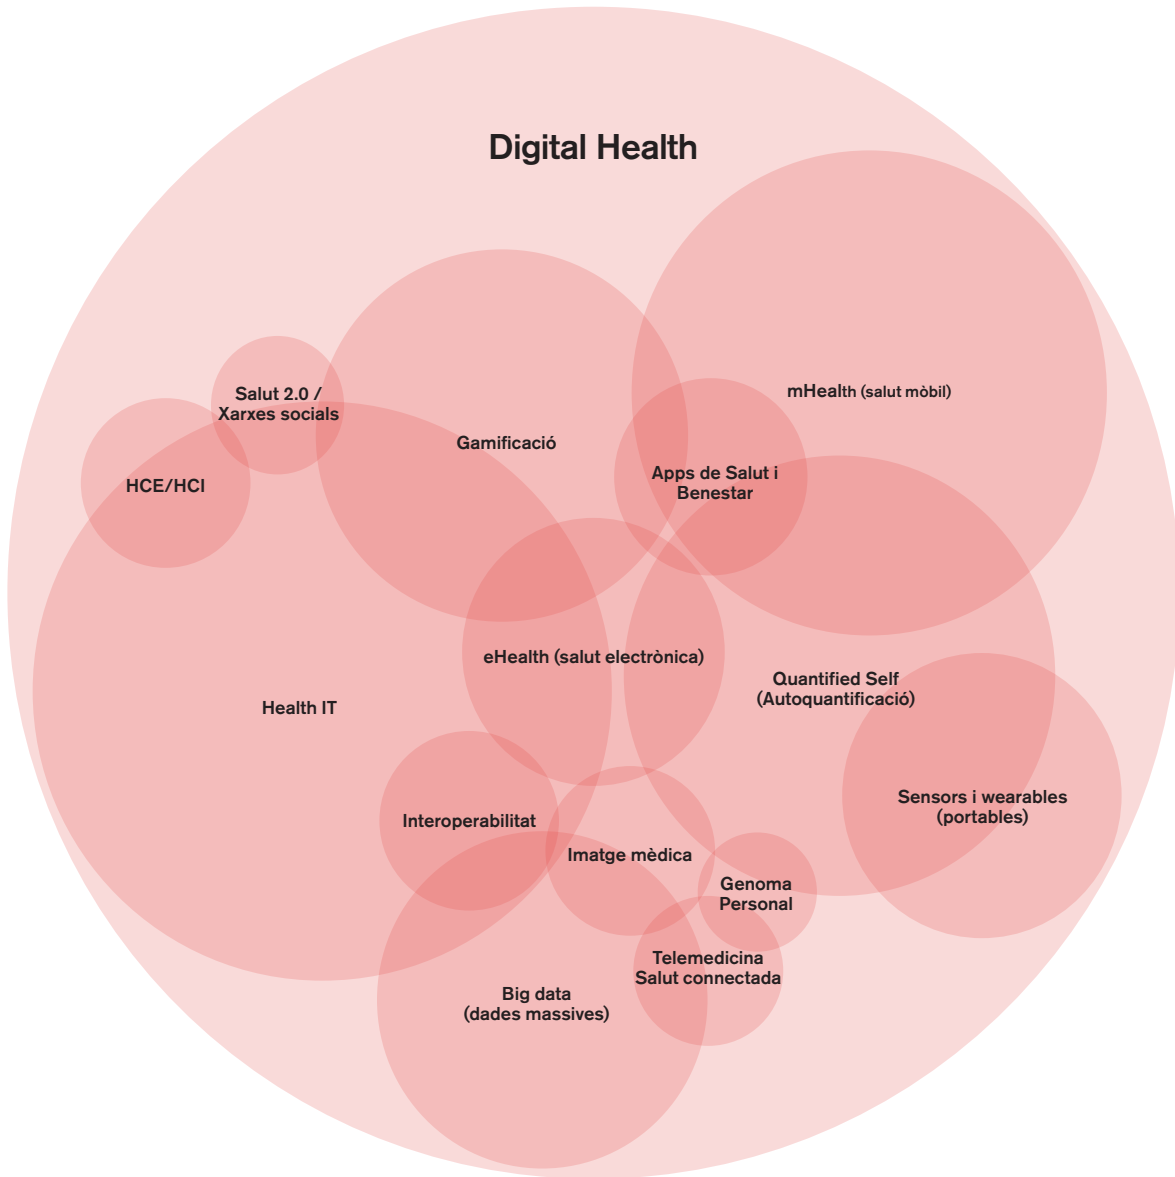 Digital Health
mHealth (salut mòbil)
Salut 2.0 /
Xarxes socials
Gamificació
Apps de Salut i
Benestar
HCE/HCI
eHealth (salut electrònica)
Quantified Self
(Autoquantificació)
Health IT
Sensors i wearables
(portables)
Interoperabilitat
Imatge mèdica
Genoma
Personal
Telemedicina
Salut connectada
Big data
(dades massives)